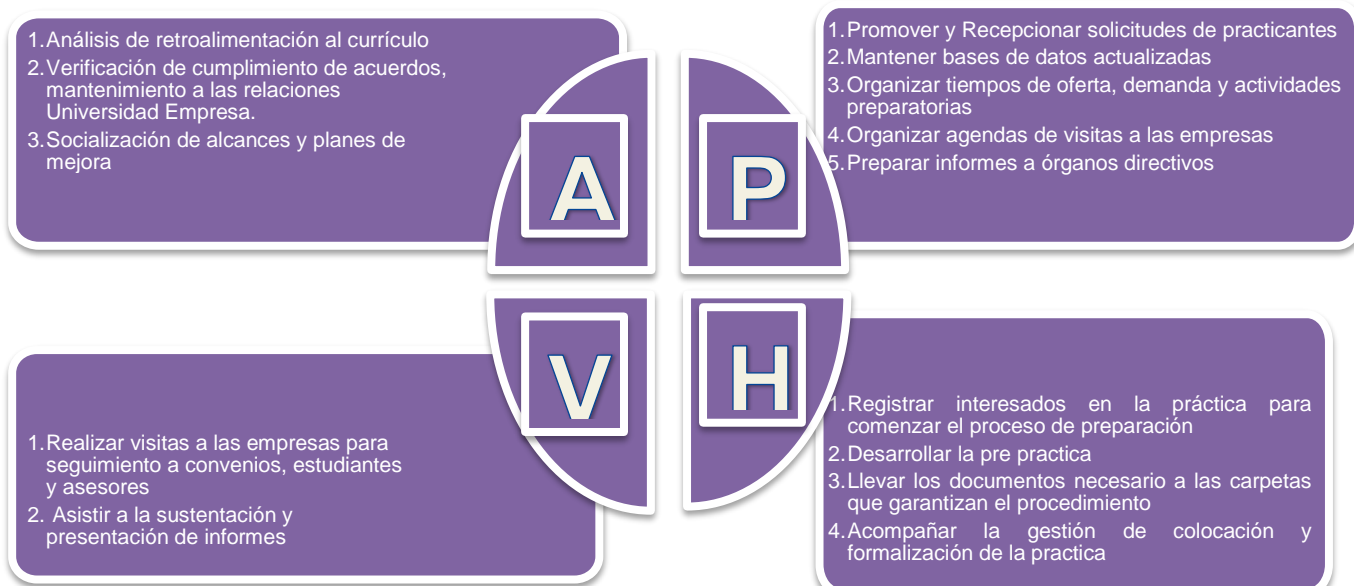 1.Análisis de retroalimentación al currículo
2.Verificación de cumplimiento de acuerdos,
mantenimiento a las relaciones
Universidad Empresa.
3.Socialización de alcances y planes de
mejora
A
P
1.Promover y Recepcionar solicitudes de practicantes
2.Mantener bases de datos actualizadas
3.Organizar tiempos de oferta, demanda y actividades
preparatorias
4.Organizar agendas de visitas a las empresas
5.Preparar informes a órganos directivos
1.Realizar visitas a las empresas para
seguimiento a convenios, estudiantes
y asesores
2. Asistir a la sustentación y
presentación de informes
V
H
1.Registrar interesados en la práctica para
comenzar el proceso de preparación
2.Desarrollar la pre practica
3.Llevar los documentos necesario a las carpetas
que garantizan el procedimiento
4.Acompañar la gestión de colocación y
formalización de la practica